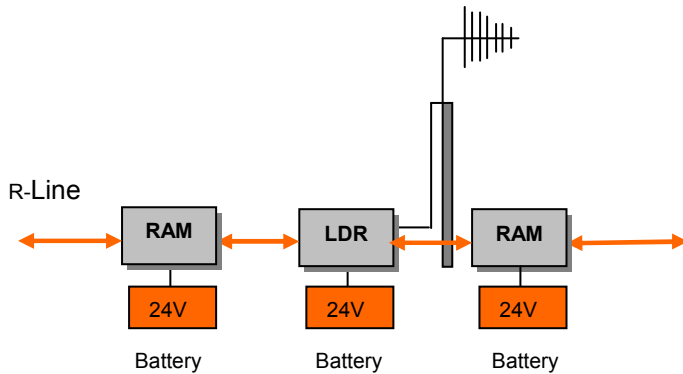 R-Line
RAM
LDR
RAM
24V
24V
24V
Battery
Battery
Battery